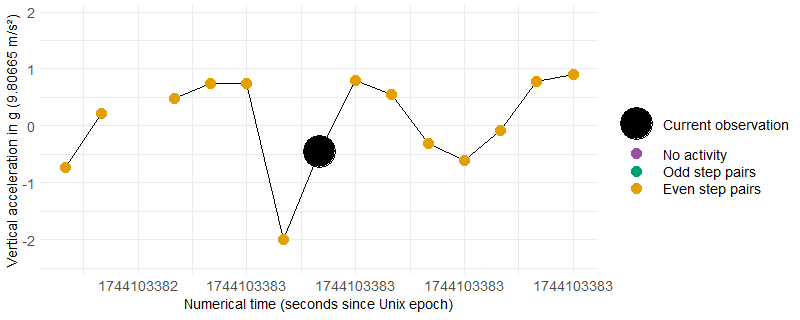 Vertical acceleration in g (9.80665 m/s²)
2
1
0
-1
-2
1744103382 1744103383 1744103383 1744103383 1744103383
Numerical time (seconds since Unix epoch)
Current observation
No activity
Odd step pairs
Even step pairs